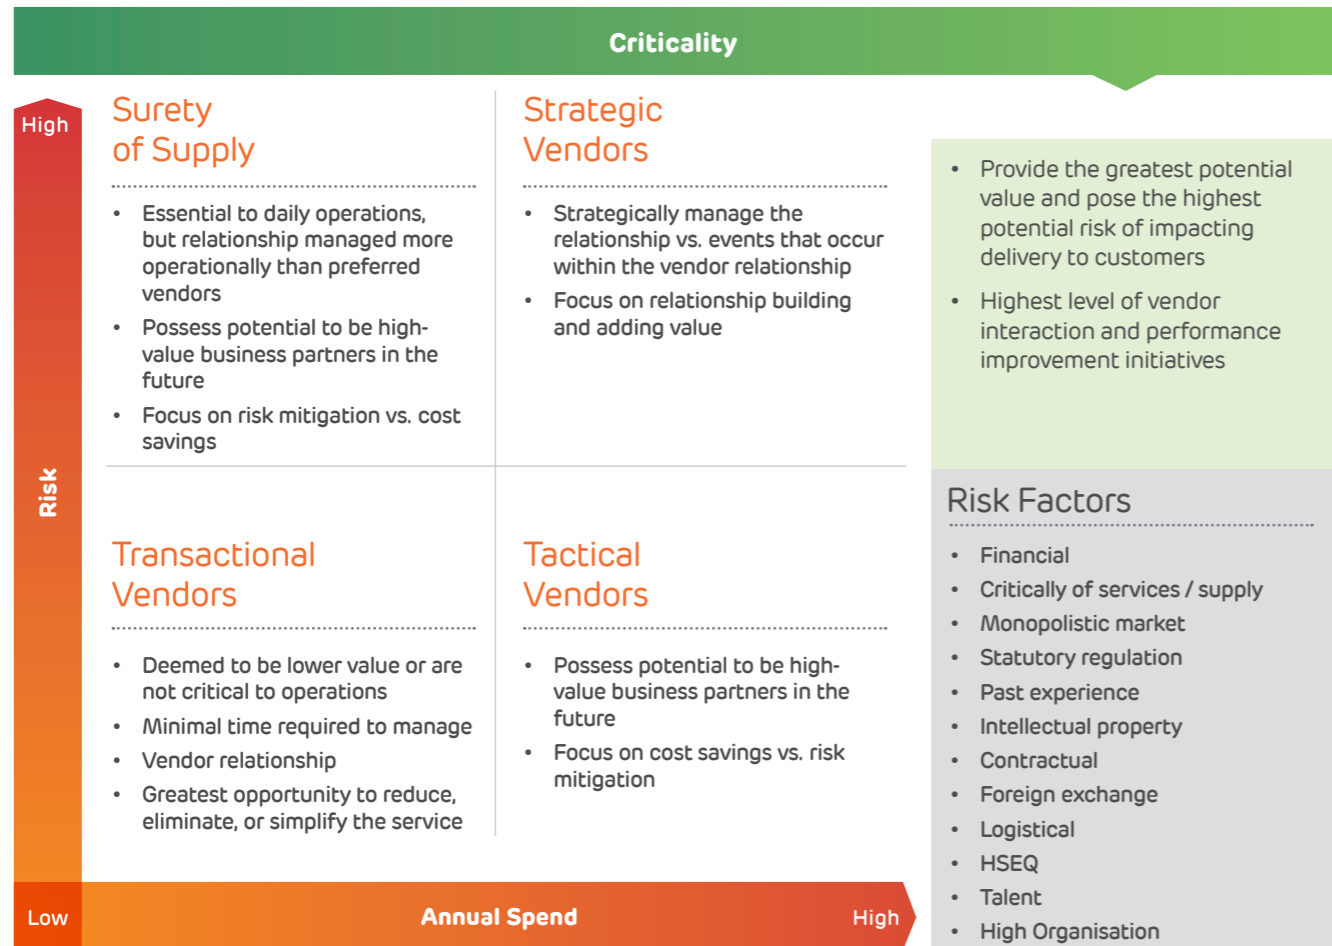 Criticality
High
Risk
Low
Surety
of Supply
• Essential to daily operations,
but relationship managed more
operationally than preferred
vendors
• Possess potential to be high-
value business partners in the
future
• Focus on risk mitigation vs. cost
savings
Strategic
Vendors
• Strategically manage the
relationship vs. events that occur
within the vendor relationship
• Focus on relationship building
and adding value
Transactional
Vendors
• Deemed to be lower value or are
not critical to operations
• Minimal time required to manage
• Vendor relationship
• Greatest opportunity to reduce,
eliminate, or simplify the service
Tactical
Vendors
• Possess potential to be high-
value business partners in the
future
• Focus on cost savings vs. risk
mitigation
Annual Spend
High
• Provide the greatest potential
value and pose the highest
potential risk of impacting
delivery to customers
• Highest level of vendor
interaction and performance
improvement initiatives
Risk Factors
• Financial
• Critically of services / supply
• Monopolistic market
• Statutory regulation
• Past experience
• Intellectual property
• Contractual
• Foreign exchange
• Logistical
• HSEQ
• Talent
• High Organisation